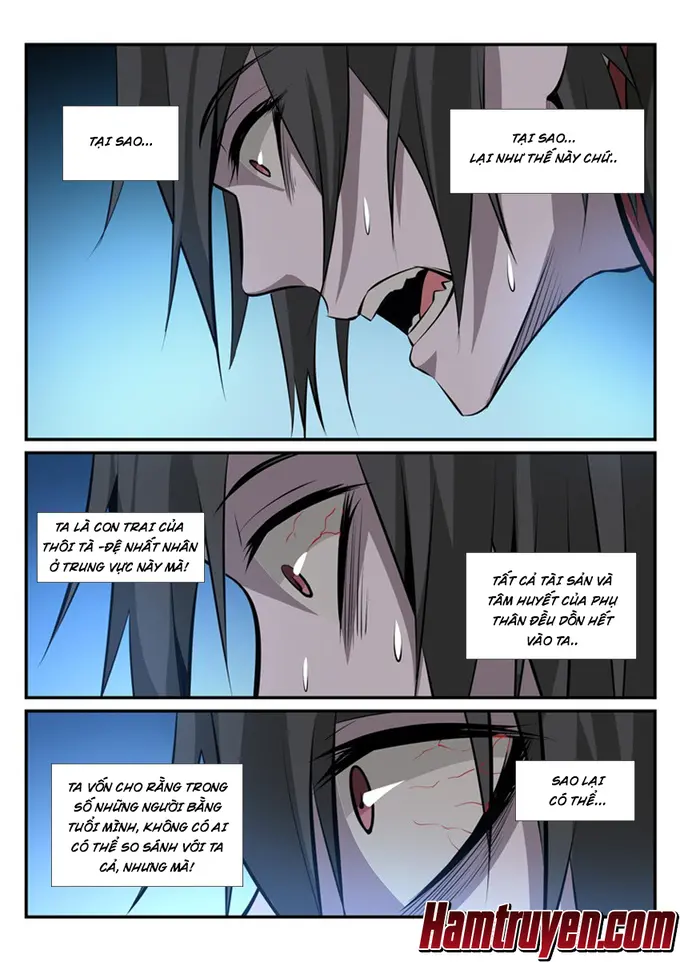 TẠI SAO...
TẠI SAO...
LẠI NHƯ THẾ NÀY CHỨ..
TA LÀ CON TRAI CỦA
THÔI TÀ -ĐỆ NHẤT NHÂN
Ở TRUNG VỰC NÀY MÀ!
TẤT CẢ TÀI SẢN VÀ
TÂM HUYẾT CỦA PHỤ
THÂN ĐỀU DỒN HẾT
VÀO TA..
TA VỐN CHO RẰNG TRONG
SỐ NHỮNG NGƯỜI BẰNG
TUỔI MÌNH, KHÔNG CÓ AI
CÓ THỂ SO SÁNH VỚI TA
CẢ, NHƯNG MÀ!
SAO LẠI
CÓ THỂ...
Hamtruyen.com